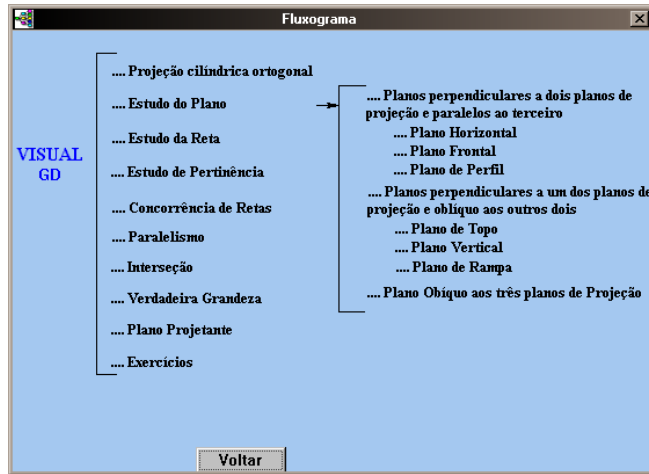 Fluxograma
VISUAL
GD
.... Projeção cilíndrica ortogonal
.... Estudo do Plano
.... Estudo da Reta
.... Estudo de Pertinência
.... Concorrência de Retas
.... Paralelismo
.... Interseção
.... Verdadeira Grandeza
.... Plano Projetante
.... Exercícios
.... Planos perpendiculares a dois planos de
projeção e paralelos ao terceiro
.... Plano Horizontal
.... Plano Frontal
.... Plano de Perfil
.... Planos perpendiculares a um dos planos de
projeção e oblíquo aos outros dois
.... Plano de Topo
.... Plano Vertical
.... Plano de Rampa
.... Plano Obíquo aos três planos de Projeção
Voltar